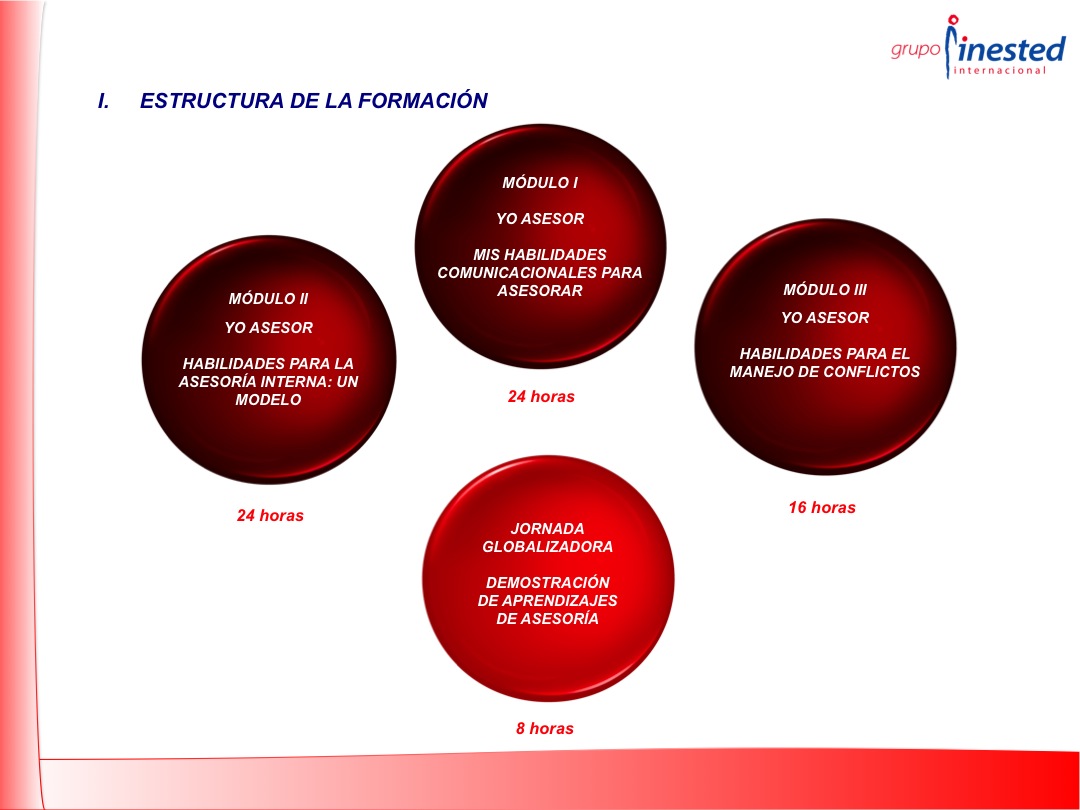 grupo inested
internacional
I. ESTRUCTURA DE LA FORMACIÓN
MÓDULO I
YO ASESOR
MIS HABILIDADES
COMUNICACIONALES PARA
ASESORAR
24 horas
MÓDULO II
YO ASESOR
HABILIDADES PARA LA
ASESORÍA INTERNA: UN
MODELO
24 horas
MÓDULO III
YO ASESOR
HABILIDADES PARA EL
MANEJO DE CONFLICTOS
16 horas
JORNADA
GLOBALIZADORA
DEMOSTRACIÓN
DE APRENDIZAJES
DE ASESORÍA
8 horas